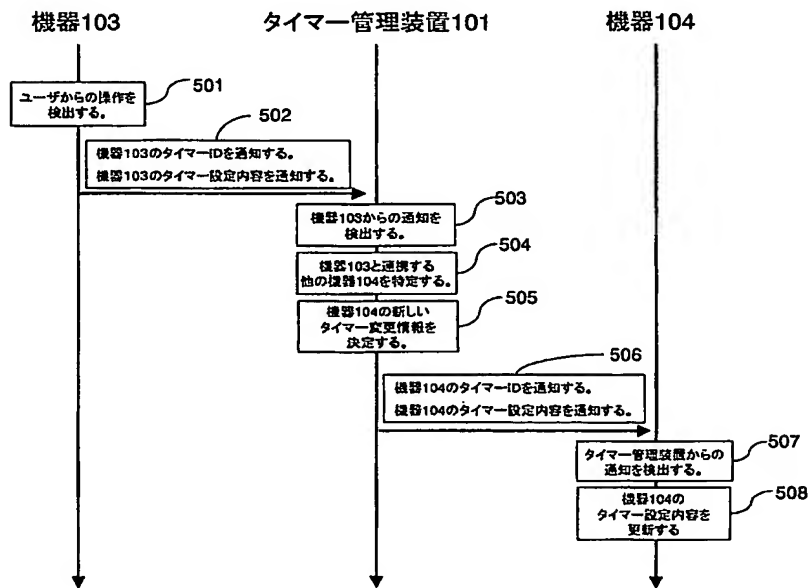 機器103
タイマー管理装置101
機器104
ユーザからの操作を
検出する。
501
502
機器103のタイマーIDを通知する。
機器103のタイマー設定内容を通知する。
機器103からの通知を
検出する。
503
機器103と連携する
他の機器104を特定する。
504
機器104の新しい
タイマー変更情報を
決定する。
505
506
機器104のタイマーIDを通知する。
機器104のタイマー設定内容を通知する。
タイマー管理装置からの
通知を検出する。
507
機器104の
タイマー設定内容を
更新する
508